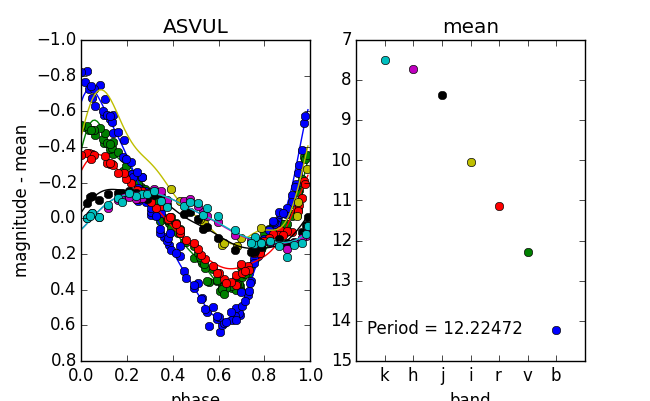 ASVUL
−1.0
−0.8
−0.6
−0.4
−0.2
0.0
0.2
0.4
0.6
0.8
magnitude - mean
0.0 0.2 0.4 0.6 0.8 1.0
phase
mean
7
8
9
10
11
12
13
14
15
Period = 12.22472
k h j i r v b
band